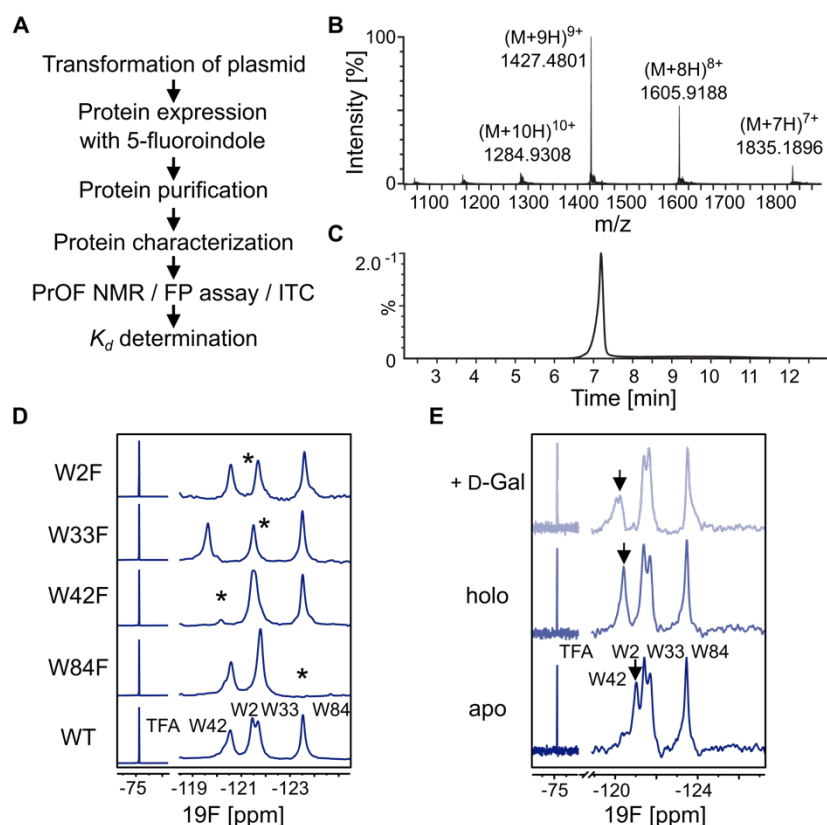 A
Transformation of plasmid
Protein expression
with 5-fluoroindole
Protein purification
Protein characterization
PrOF NMR / FP assay / ITC
Kd determination
B
Intensity [%]
100
0
(M+9H)9+
1427.4801
(M+8H)8+
1605.9188
(M+10H)10+
1284.9308
(M+7H)7+
1835.1896
1100 1200 1300 1400 1500 1600 1700 1800
m/z
C
2.0-1
%
0
3 4 5 6 7 8 9 10 11 12
Time [min]
D
W2F
*
W33F
*
W42F
*
W84F
*
WT
TFA W42 W2 W33 W84
-75 -119 -121 -123
19F [ppm]
E
+ D-Gal
holo
TFA W2 W33 W84
W42
apo
-75 -120 -124
19F [ppm]